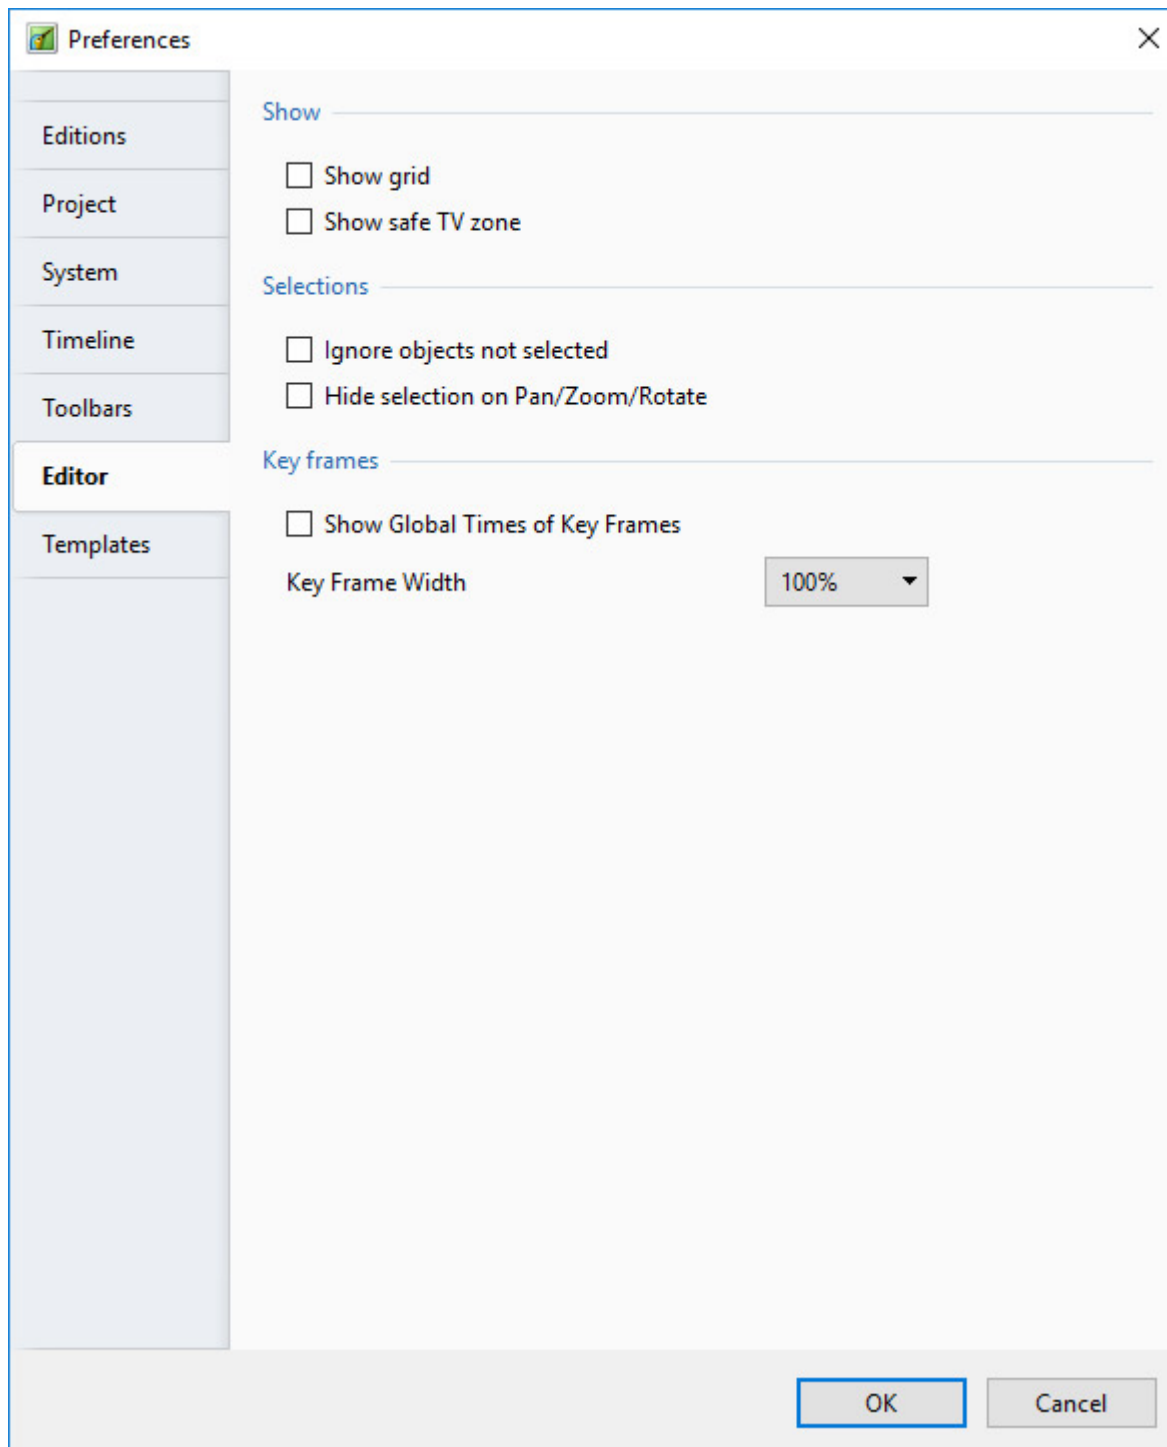 Preferences
Editions
Project
System
Timeline
Toolbars
Editor
Templates
Show
Show grid
Show safe TV zone
Selections
Ignore objects not selected
Hide selection on Pan/Zoom/Rotate
Key frames
Show Global Times of Key Frames
Key Frame Width 100%
OK Cancel